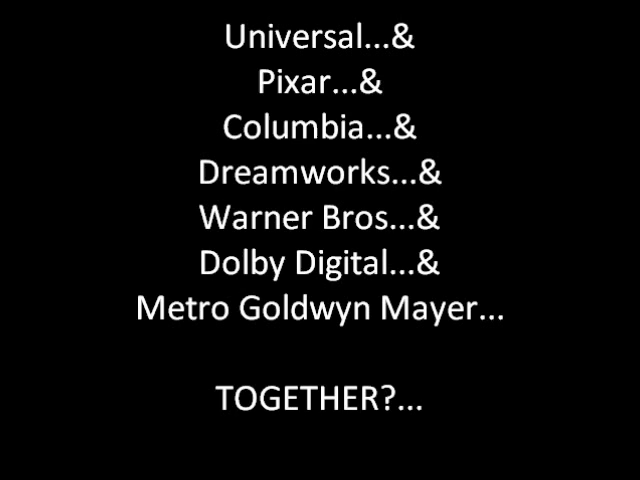 Universal...&
Pixar...&
Columbia...&
Dreamworks...&
Warner Bros...&
Dolby Digital...&
Metro Goldwyn Mayer...
TOGETHER?...